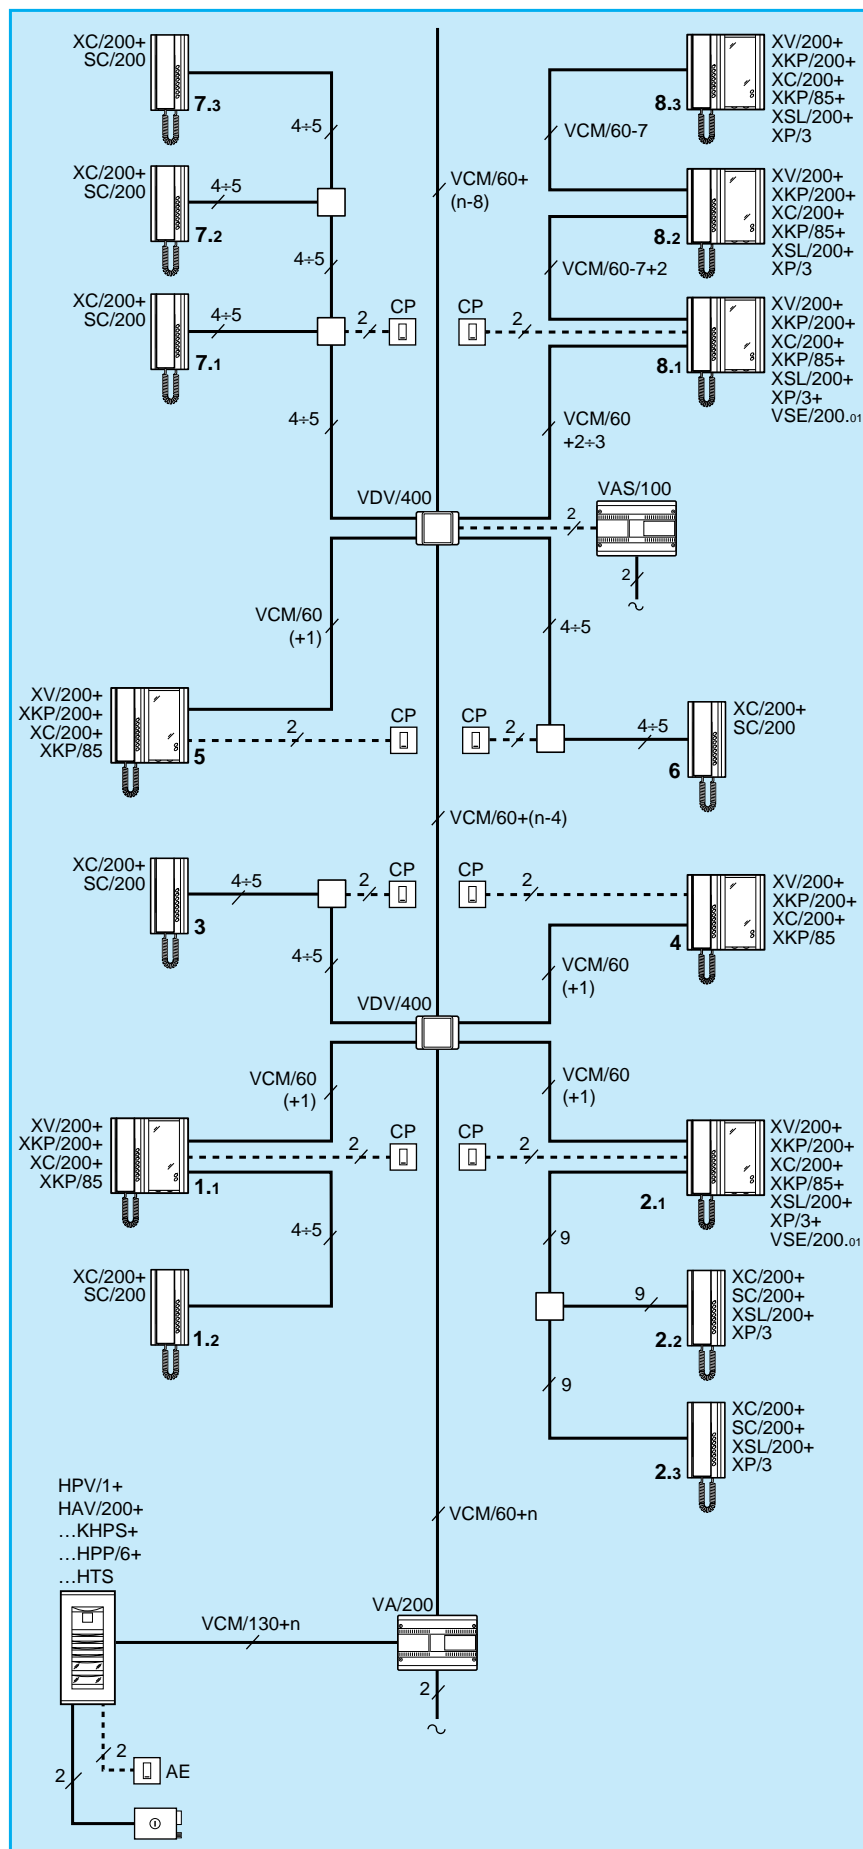 XC/200+
SC/200
7.3
4÷5
XC/200+
SC/200
4÷5
7.2
4÷5
XC/200+
SC/200
4÷5
7.1
2
CP
4÷5
VCM/60+
(n-8)
XV/200+
XKP/200+
XC/200+
XKP/85+
XSL/200+
XP/3
8.3
VCM/60-7
XV/200+
XKP/200+
XC/200+
XKP/85+
XSL/200+
XP/3
8.2
VCM/60-7+2
CP
2
XV/200+
XKP/200+
XC/200+
XKP/85+
XSL/200+
XP/3+
VSE/200.01
8.1
VCM/60
+2÷3
VDV/400
2
VAS/100
2
VCM/60
(+1)
4÷5
XV/200+
XKP/200+
XC/200+
XKP/85
5
2
CP
CP
2
4÷5
XC/200+
SC/200
6
VCM/60+(n-4)
XC/200+
SC/200
4÷5
3
2
CP
4÷5
CP
2
XV/200+
XKP/200+
XC/200+
XKP/85
4
VCM/60
(+1)
VDV/400
VCM/60
(+1)
VCM/60
(+1)
XV/200+
XKP/200+
XC/200+
XKP/85
1.1
2
CP
4÷5
XC/200+
SC/200
1.2
CP
2
XV/200+
XKP/200+
XC/200+
XKP/85+
XSL/200+
XP/3+
VSE/200.01
2.1
9
9
XC/200+
SC/200+
XSL/200+
XP/3
2.2
9
XC/200+
SC/200+
XSL/200+
XP/3
2.3
VCM/60+n
HPV/1+
HAV/200+
...KHPS+
...HPP/6+
...HTS
VCM/130+n
VA/200
2
2
AE
2